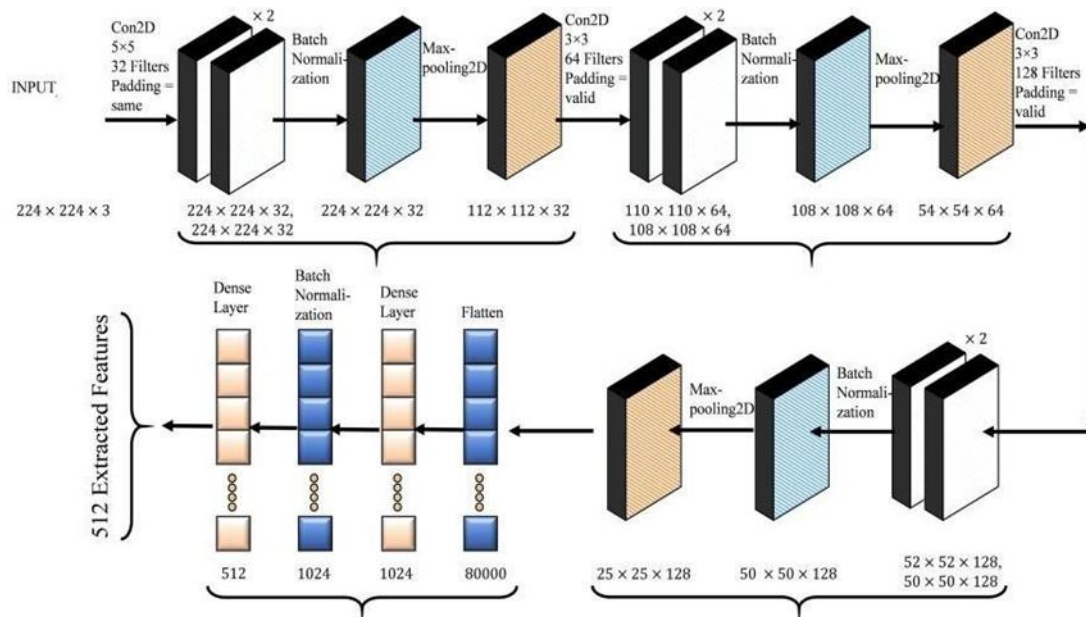 INPUT
Con2D
5×5
32 Filters
Padding =
same
× 2
Batch
Normali-
zation
Max-
pooling2D
Con2D
3×3
64 Filters
Padding =
valid
× 2
Batch
Normali-
zation
Max-
pooling2D
Con2D
3×3
128 Filters
Padding =
valid
224 × 224 × 3
224 × 224 × 32,
224 × 224 × 32
224 × 224 × 32
112 × 112 × 32
110 × 110 × 64,
108 × 108 × 64
108 × 108 × 64
54 × 54 × 64
512 Extracted Features
Dense
Layer
Batch
Normali-
zation
Dense
Layer
Flatten
Max-
pooling2D
Batch
Normali-
zation
× 2
512
1024
1024
80000
25 × 25 × 128
50 × 50 × 128
52 × 52 × 128,
50 × 50 × 128